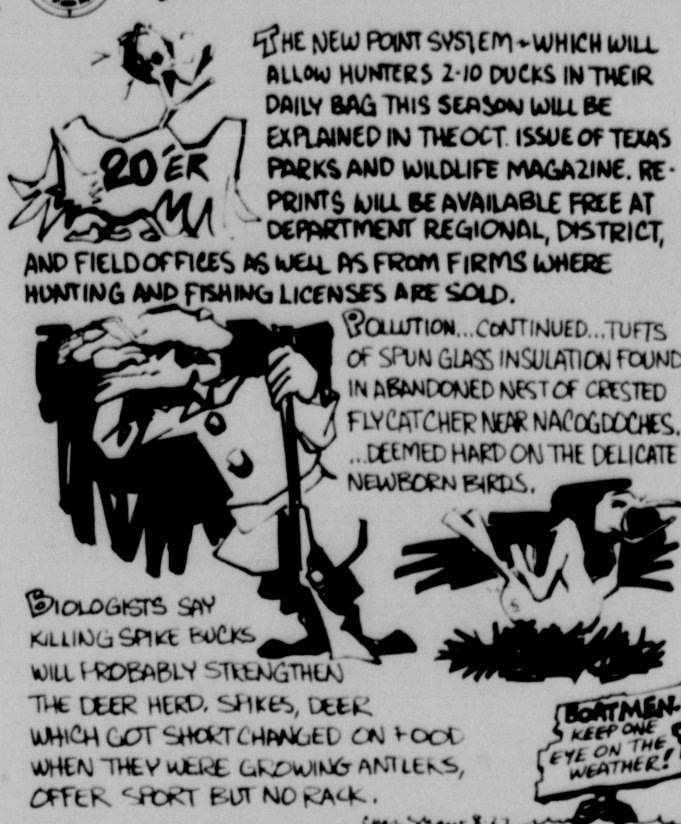 THE NEW POINT SYSTEM - WHICH WILL
ALLOW HUNTERS 2-10 DUCKS IN THEIR
DAILY BAG THIS SEASON WILL BE
EXPLAINED IN THE OCT. ISSUE OF TEXAS
PARKS AND WILDLIFE MAGAZINE. RE-
PRINTS WILL BE AVAILABLE FREE AT
DEPARTMENT REGIONAL, DISTRICT,
AND FIELD OFFICES AS WELL AS FROM FIRMS WHERE
HUNTING AND FISHING LICENSES ARE SOLD.
20'ER
POLLUTION...CONTINUED...TUFTS
OF SPUN GLASS INSULATION FOUND
IN ABANDONED NEST OF CRESTED
FLYCATCHER NEAR NACOGDOCHES.
...DEEMED HARD ON THE DELICATE
NEWBORN BIRDS.
BIOLOGISTS SAY
KILLING SPIKE BUCKS
WILL PROBABLY STRENGTHEN
THE DEER HERD. SPIKES, DEER
WHICH GOT SHORT CHANGED ON FOOD
WHEN THEY WERE GROWING ANTLERS,
OFFER SPORT BUT NO RACK.
BOATMEN-
KEEP ONE
EYE ON THE
WEATHER!